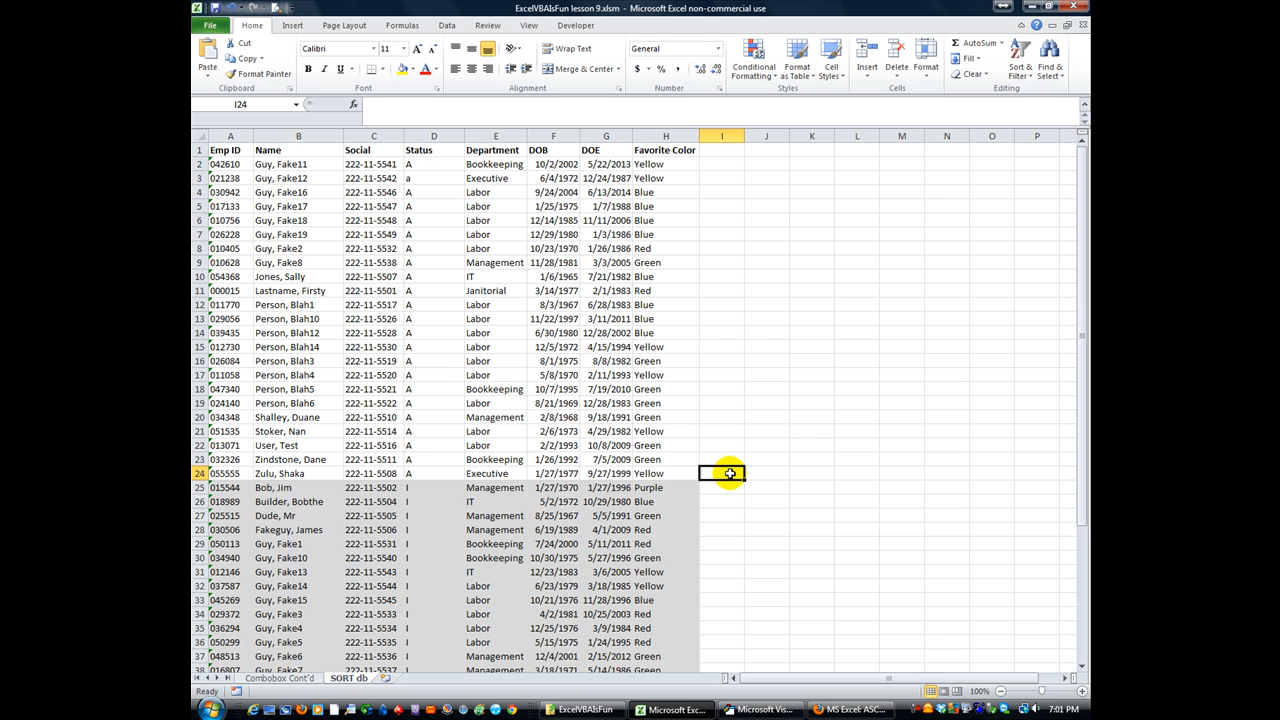 ExcelVBAIsFun lesson 9.xlsm - Microsoft Excel non-commercial use
File Home Insert Page Layout Formulas Data Review View Developer
Paste Cut Calibri 11 Wrap Text General Conditional Formatting Format as Table Cell Styles Insert Delete Format AutoSum Sort & Filter Find & Select
Copy Fill
Format Painter Merge & Center Clear
Clipboard Font Alignment Number Styles Cells Editing
I24 fx
A B C D E F G H I J K L M N O P
1 Emp ID Name Social Status Department DOB DOE Favorite Color
2 042610 Guy, Fake11 222-11-5541 A Bookkeeping 10/2/2002 5/22/2013 Yellow
3 021238 Guy, Fake12 222-11-5542 a Executive 6/4/1972 12/24/1987 Yellow
4 030942 Guy, Fake16 222-11-5546 A Labor 9/24/2004 6/13/2014 Blue
5 017133 Guy, Fake17 222-11-5547 A Labor 1/25/1975 1/7/1988 Blue
6 010756 Guy, Fake18 222-11-5548 A Labor 12/14/1985 11/11/2006 Blue
7 026228 Guy, Fake19 222-11-5549 A Labor 12/29/1980 1/3/1986 Blue
8 010405 Guy, Fake2 222-11-5532 A Labor 10/23/1970 1/26/1986 Red
9 010628 Guy, Fake8 222-11-5538 A Management 11/28/1981 3/3/2005 Green
10 054368 Jones, Sally 222-11-5507 A IT 1/6/1965 7/21/1982 Blue
11 000015 Lastname, Firsty 222-11-5501 A Janitorial 3/14/1977 2/1/1983 Red
12 011770 Person, Blah1 222-11-5517 A Labor 8/3/1967 6/28/1983 Blue
13 029056 Person, Blah10 222-11-5526 A Labor 11/22/1997 3/11/2011 Blue
14 039435 Person, Blah12 222-11-5528 A Labor 6/30/1980 12/28/2002 Blue
15 012730 Person, Blah14 222-11-5530 A Labor 12/5/1972 4/15/1994 Yellow
16 026084 Person, Blah3 222-11-5519 A Labor 8/1/1975 8/8/1982 Green
17 011058 Person, Blah4 222-11-5520 A Labor 5/8/1970 2/11/1993 Yellow
18 047340 Person, Blah5 222-11-5521 A Bookkeeping 10/7/1995 7/19/2010 Green
19 024140 Person, Blah6 222-11-5522 A Labor 8/21/1969 12/28/1983 Green
20 034348 Shalley, Duane 222-11-5510 A Management 2/8/1968 9/18/1991 Green
21 051535 Stoker, Nan 222-11-5514 A Labor 2/6/1973 4/29/1982 Yellow
22 013071 User, Test 222-11-5516 A Labor 2/2/1993 10/8/2009 Green
23 032326 Zindstone, Dane 222-11-5511 A Bookkeeping 1/26/1992 7/5/2009 Green
24 055555 Zulu, Shaka 222-11-5508 A Executive 1/27/1977 9/27/1999 Yellow
25 015544 Bob, Jim 222-11-5502 I Management 1/27/1970 1/27/1996 Purple
26 018989 Builder, Bobthe 222-11-5504 I IT 5/2/1972 10/29/1980 Blue
27 025515 Dude, Mr 222-11-5505 I Management 8/25/1967 5/5/1991 Green
28 030506 Fakeguy, James 222-11-5506 I Management 6/19/1989 4/1/2009 Red
29 050113 Guy, Fake1 222-11-5531 I Bookkeeping 7/24/2000 5/11/2011 Red
30 034940 Guy, Fake10 222-11-5540 I Bookkeeping 10/30/1975 5/27/1996 Green
31 012146 Guy, Fake13 222-11-5543 I IT 12/23/1983 3/6/2005 Yellow
32 037587 Guy, Fake14 222-11-5544 I Labor 6/23/1979 3/18/1985 Yellow
33 045269 Guy, Fake15 222-11-5545 I Labor 10/21/1976 11/28/1996 Blue
34 029372 Guy, Fake3 222-11-5533 I Labor 4/2/1981 10/25/2003 Red
35 036294 Guy, Fake4 222-11-5534 I Labor 12/25/1976 3/9/1984 Red
36 050299 Guy, Fake5 222-11-5535 I Labor 5/15/1975 1/24/1995 Red
37 048513 Guy, Fake6 222-11-5536 I Management 12/4/2001 2/15/2012 Green
38 016807 Guy, Fake7 222-11-5537 I Management 3/18/1971 5/14/1986 Green
Combobox Cont'd SORT db
Ready 100%
ExcelVBAIsFun Microsoft Exc... Microsoft Vis... MS Excel: ASC... 7:01 PM